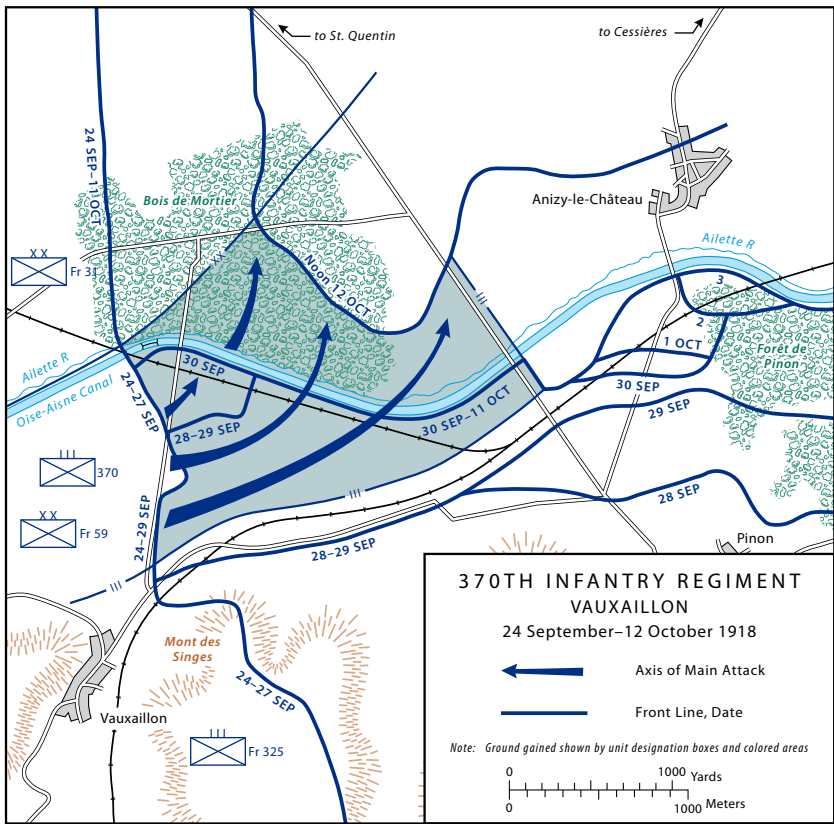 to St. Quentin
to Cessières
24 SEP–11 OCT
Bois de Mortier
Anizy-le-Château
XX
Fr 31
XX
Noon 12 OCT
III
Ailette R
3
2
1 OCT
Forêt de
Pinon
30 SEP
29 SEP
Ailette R
Oise-Aisne Canal
30 SEP
24–27 SEP
28–29 SEP
30 SEP–11 OCT
III
370
XX
Fr 59
24–29 SEP
III
28 SEP
28–29 SEP
Pinon
III
Mont des
Singes
24–27 SEP
Vauxaillon
III
Fr 325
370TH INFANTRY REGIMENT
VAUXAILLON
24 September–12 October 1918
Axis of Main Attack
Front Line, Date
Note: Ground gained shown by unit designation boxes and colored areas
0 1000 Yards
0 1000 Meters